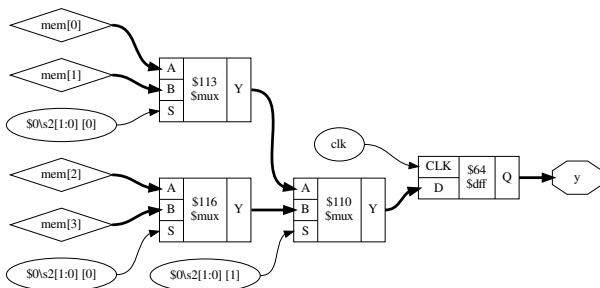 mem[0]
mem[1]
$0\s2[1:0] [0]
A
B
S
$113
$mux
Y
mem[2]
mem[3]
$0\s2[1:0] [0]
A
B
S
$116
$mux
Y
$0\s2[1:0] [1]
A
B
S
$110
$mux
Y
clk
CLK
D
$64
$dff
Q
y